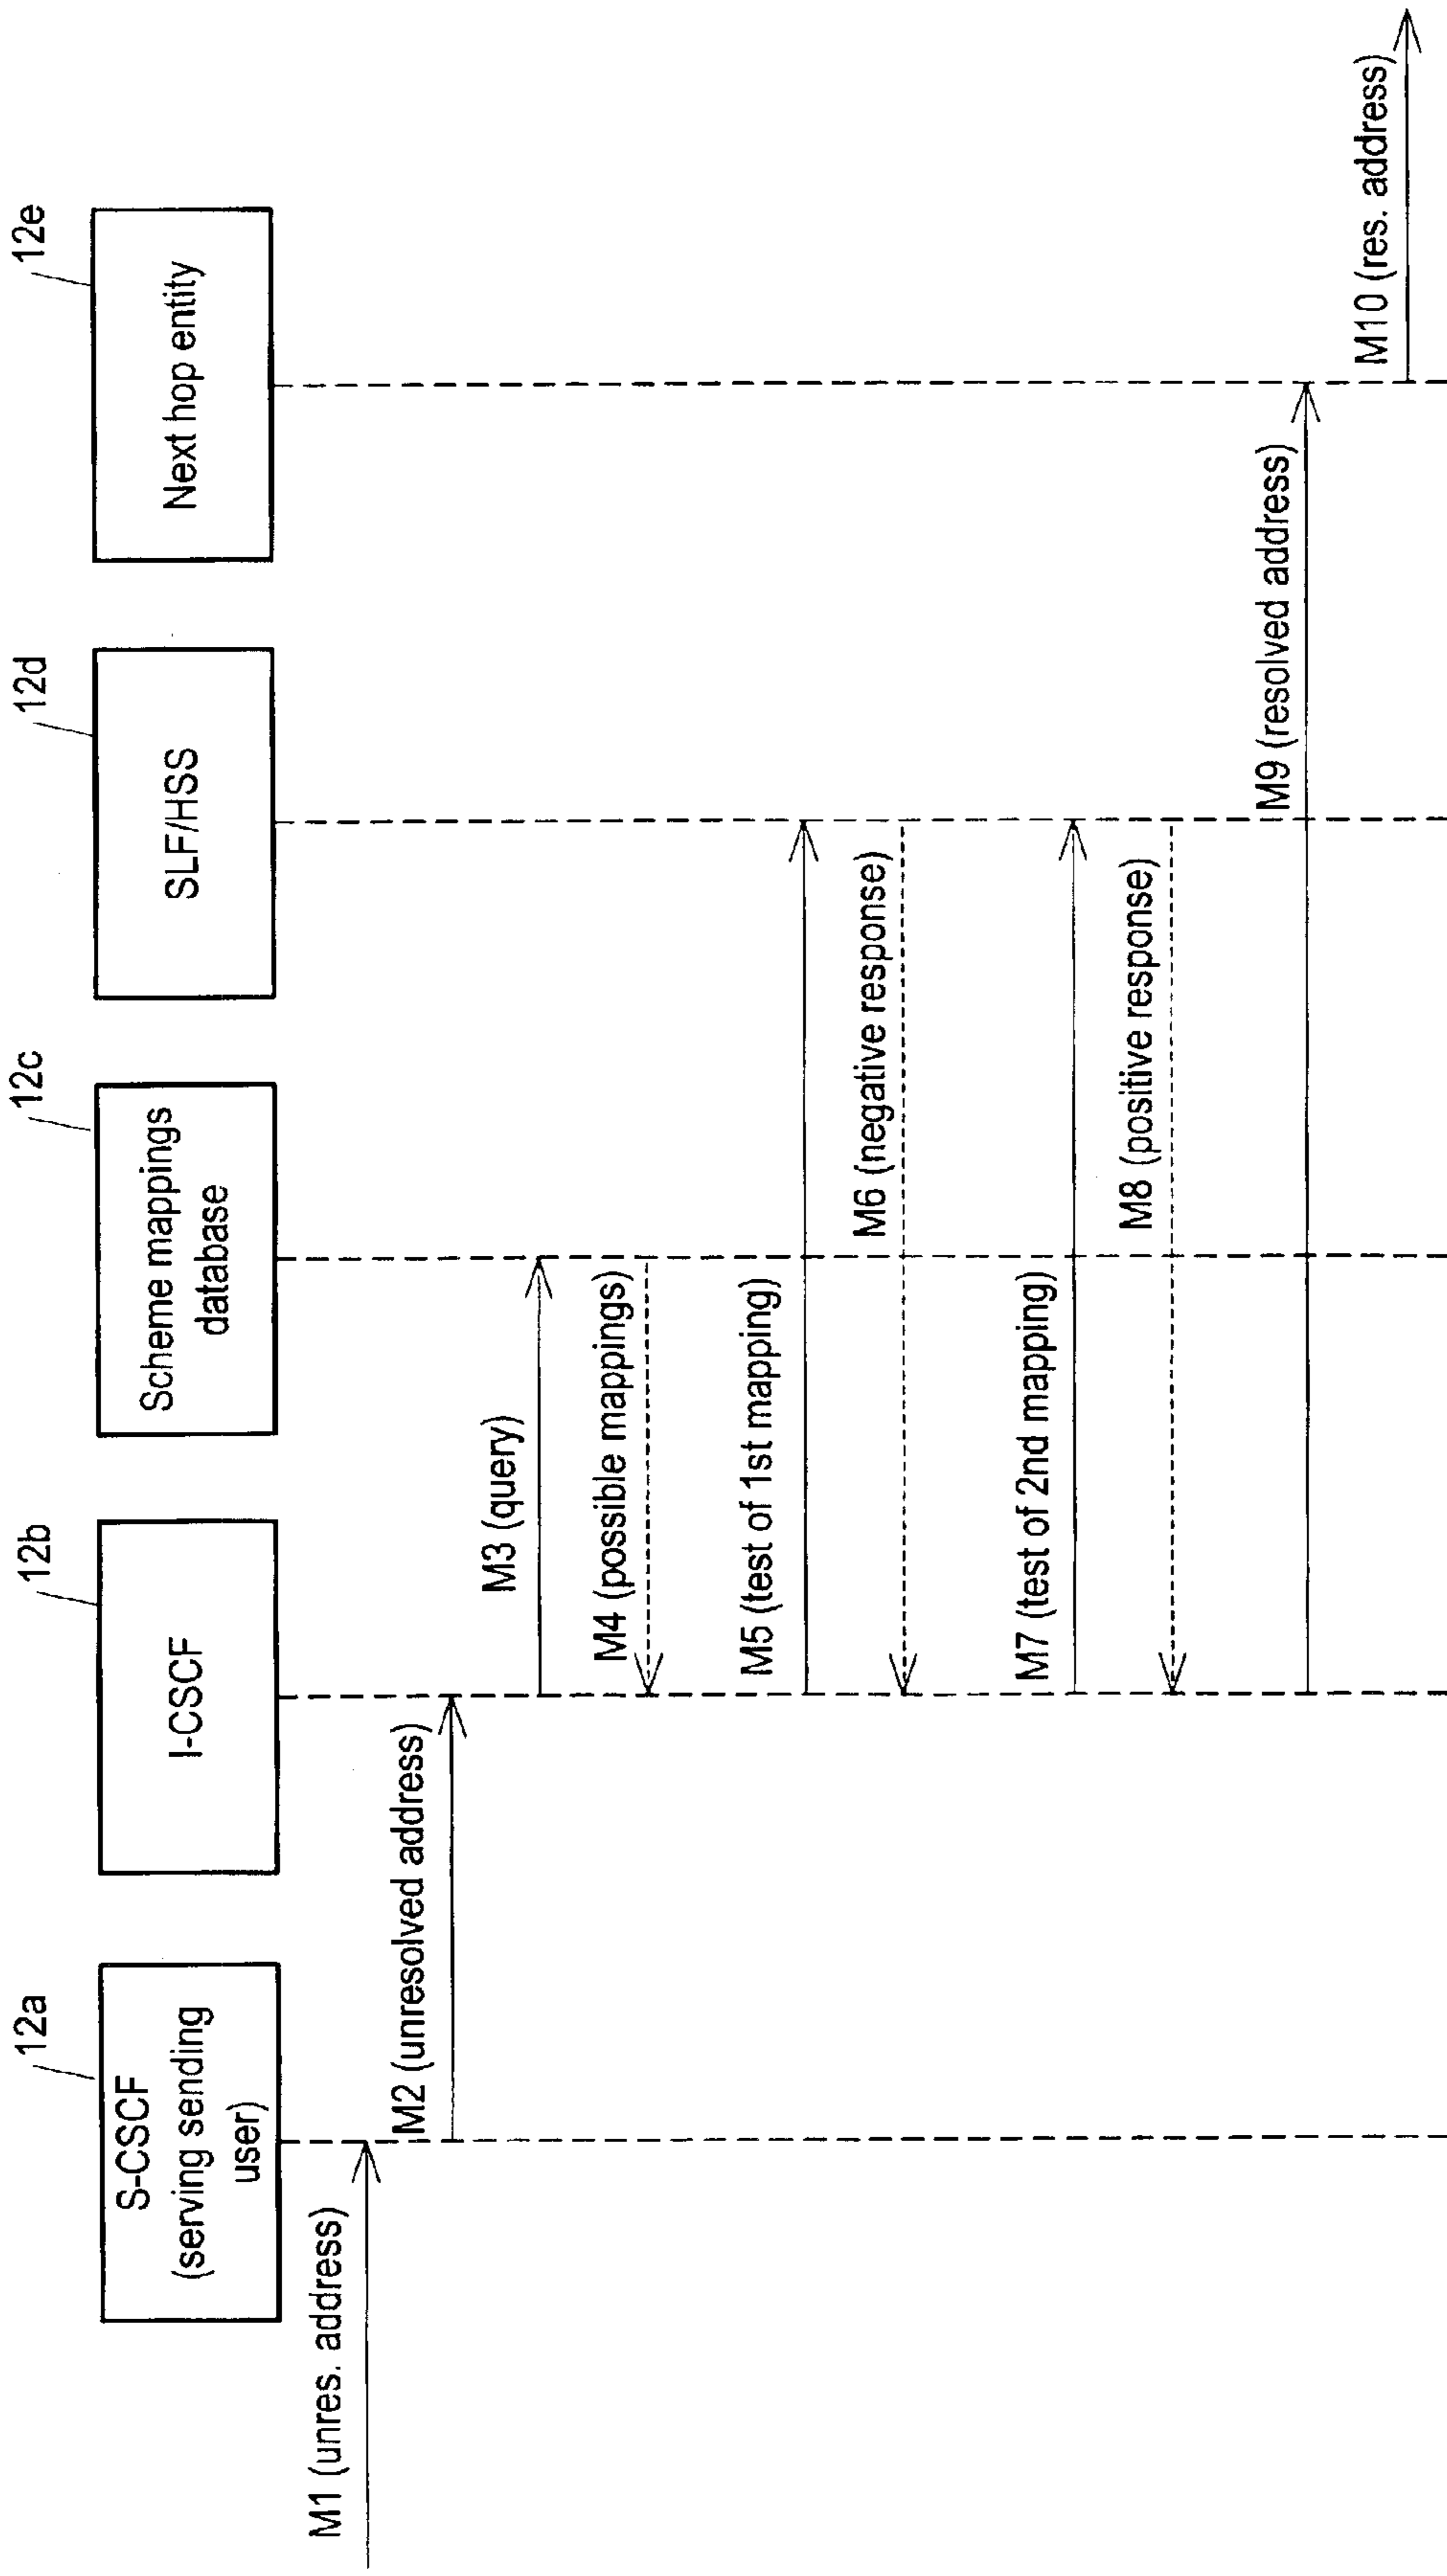 12a
S-CSCF
(serving sending
user)
12b
I-CSCF
12c
Scheme mappings
database
12d
SLF/HSS
12e
Next hop entity
M1 (unres. address)
M2 (unresolved address)
M3 (query)
M4 (possible mappings)
M5 (test of 1st mapping)
M6 (negative response)
M7 (test of 2nd mapping)
M8 (positive response)
M9 (resolved address)
M10 (res. address)